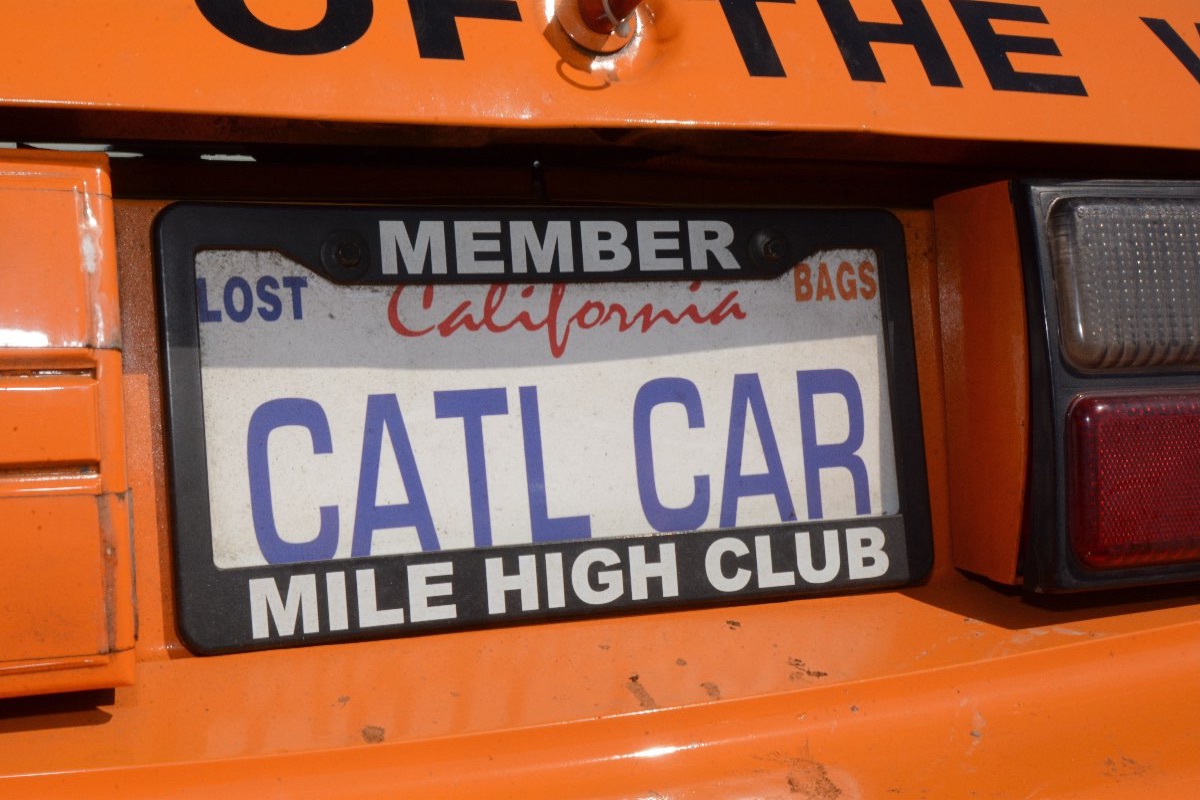 OF THE
MEMBER
LOST California BAGS
CATL CAR
MILE HIGH CLUB